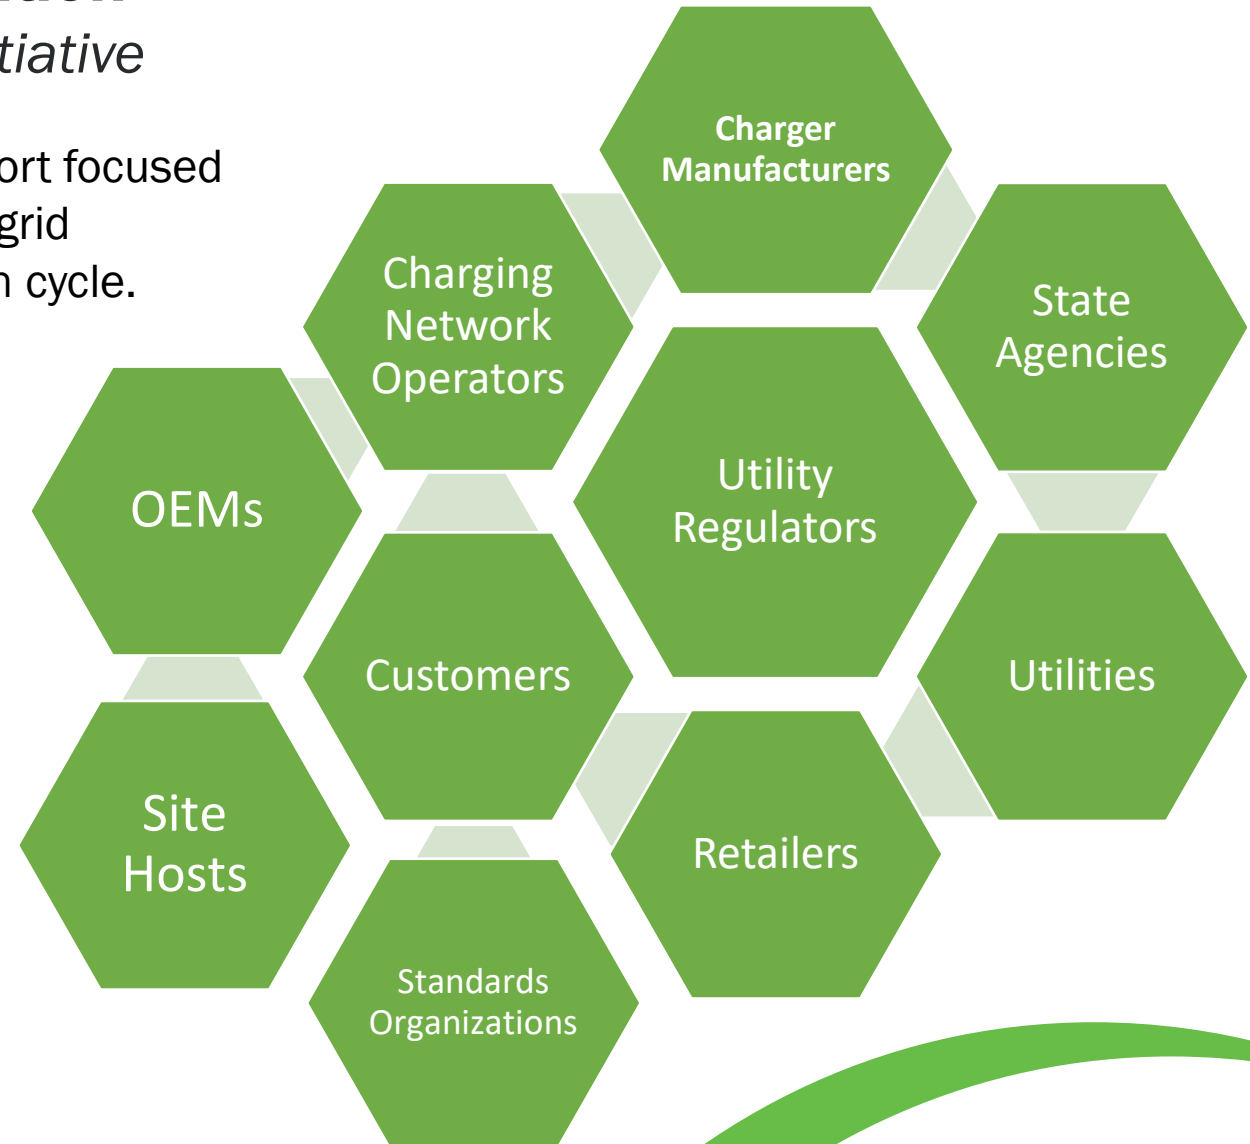 tiative
ort focused
grid
n cycle.
Charger
Manufacturers
Charging
Network
Operators
State
Agencies
OEMs
Utility
Regulators
Customers
Utilities
Site
Hosts
Retailers
Standards
Organizations